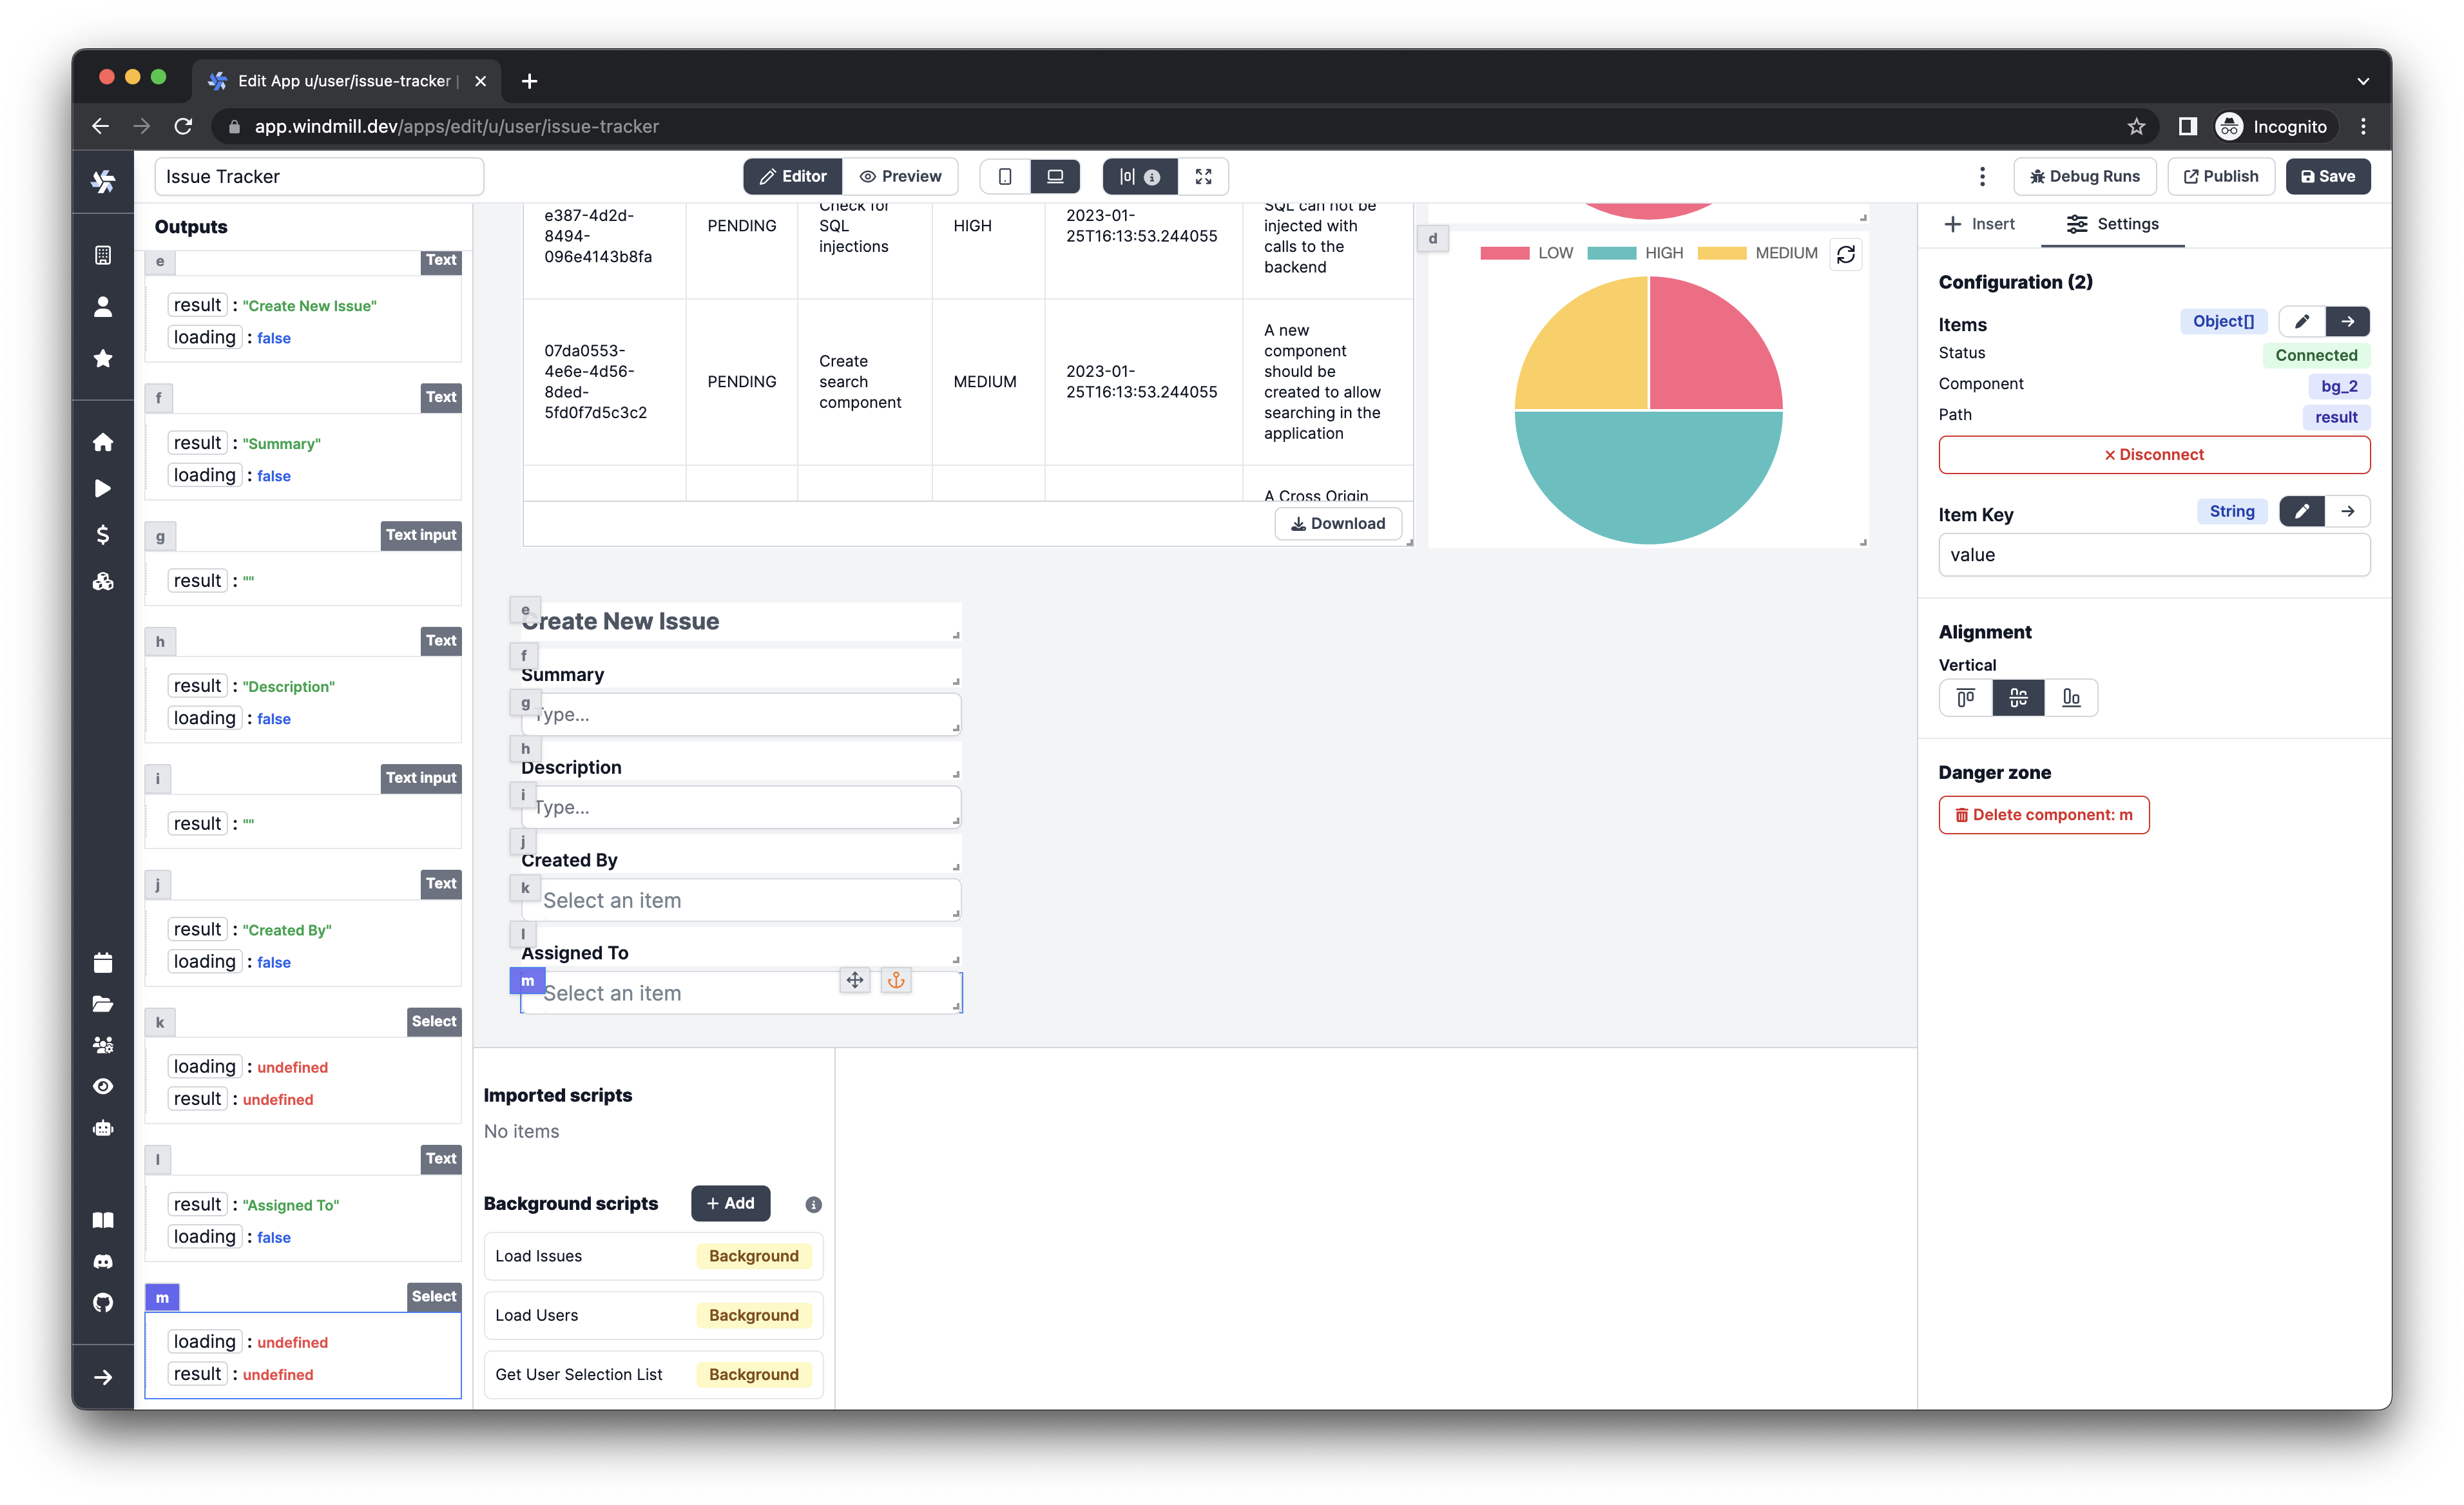 Edit App u/user/issue-tracker |
app.windmill.dev/apps/edit/u/user/issue-tracker
Incognito
Issue Tracker
Editor
Preview
Debug Runs
Publish
Save
Outputs
e
Text
result : "Create New Issue"
loading : false
f
Text
result : "Summary"
loading : false
g
Text input
result : ""
h
Text
result : "Description"
loading : false
i
Text input
result : ""
j
Text
result : "Created By"
loading : false
k
Select
loading : undefined
result : undefined
l
Text
result : "Assigned To"
loading : false
m
Select
loading : undefined
result : undefined
e387-4d2d-
8494-
096e4143b8fa
PENDING
Check for
SQL
injections
HIGH
2023-01-
25T16:13:53.244055
SQL can not be
injected with
calls to the
backend
07da0553-
4e6e-4d56-
8ded-
5fd0f7d5c3c2
PENDING
Create
search
component
MEDIUM
2023-01-
25T16:13:53.244055
A new
component
should be
created to allow
searching in the
application
A Cross Origin
Download
d
LOW
HIGH
MEDIUM
e
Create New Issue
f
Summary
g
Type...
h
Description
i
Type...
j
Created By
k
Select an item
l
Assigned To
m
Select an item
Imported scripts
No items
Background scripts
+ Add
Load Issues
Background
Load Users
Background
Get User Selection List
Background
Insert
Settings
Configuration (2)
Items
Object[]
Status
Connected
Component
bg_2
Path
result
Disconnect
Item Key
String
value
Alignment
Vertical
Danger zone
Delete component: m